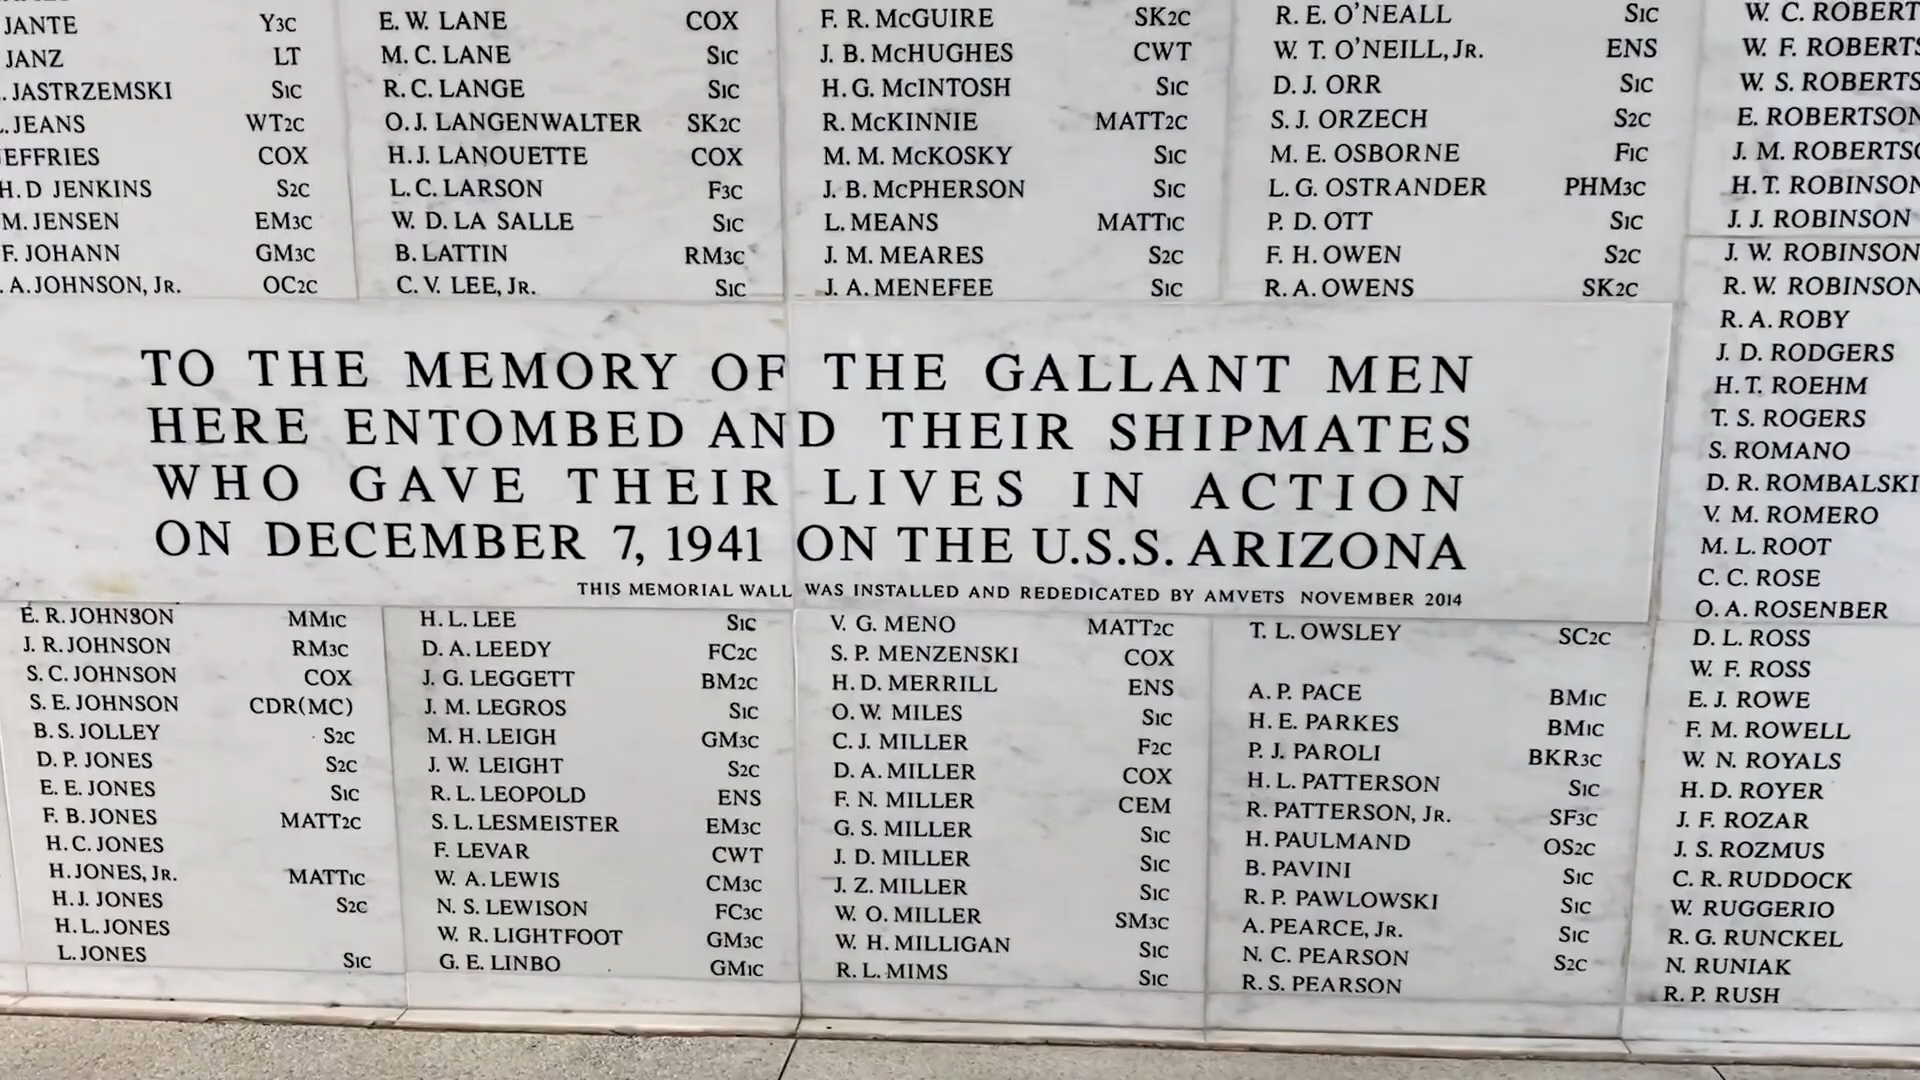 JANTE Y3C
JANZ LT
JASTRZEMSKI S1C
JEANS WT2C
JEFFRIES COX
H. D JENKINS S2C
M. JENSEN EM3C
F. JOHANN GM3C
A. JOHNSON, JR. OC2C
E. W. LANE COX
M. C. LANE S1C
R. C. LANGE S1C
O. J. LANGENWALTER SK2C
H. J. LANOUETTE COX
L. C. LARSON F3C
W. D. LA SALLE S1C
B. LATTIN RM3C
C. V. LEE, JR. S1C
F. R. McGUIRE SK2C
J. B. McHUGHES CWT
H. G. McINTOSH S1C
R. McKINNIE MATT2C
M. M. McKOSKY S1C
J. B. McPHERSON S1C
L. MEANS MATT1C
J. M. MEARES S2C
J. A. MENEFEE S1C
R. E. O'NEALL S1C
W. T. O'NEILL, JR. ENS
D. J. ORR S1C
S. J. ORZECH S2C
M. E. OSBORNE F1C
L. G. OSTRANDER PHM3C
P. D. OTT S1C
F. H. OWEN S2C
R. A. OWENS SK2C
TO THE MEMORY OF THE GALLANT MEN
HERE ENTOMBED AND THEIR SHIPMATES
WHO GAVE THEIR LIVES IN ACTION
ON DECEMBER 7, 1941 ON THE U.S.S. ARIZONA
THIS MEMORIAL WALL WAS INSTALLED AND REDEDICATED BY AMVETS NOVEMBER 2014
E. R. JOHNSON MM1C
J. R. JOHNSON RM3C
S. C. JOHNSON COX
S. E. JOHNSON CDR(MC)
B. S. JOLLEY S2C
D. P. JONES S2C
E. E. JONES S1C
F. B. JONES MATT2C
H. C. JONES
H. JONES, JR. MATT1C
H. J. JONES S2C
H. L. JONES
L. JONES S1C
H. L. LEE S1C
D. A. LEEDY FC2C
J. G. LEGGETT BM2C
J. M. LEGROS S1C
M. H. LEIGH GM3C
J. W. LEIGHT S2C
R. L. LEOPOLD ENS
S. L. LESMEISTER EM3C
F. LEVAR CWT
W. A. LEWIS CM3C
N. S. LEWISON FC3C
W. R. LIGHTFOOT GM3C
G. E. LINBO GM1C
V. G. MENO MATT2C
S. P. MENZENSKI COX
H. D. MERRILL ENS
O. W. MILES S1C
C. J. MILLER F2C
D. A. MILLER COX
F. N. MILLER CEM
G. S. MILLER S1C
J. D. MILLER S1C
J. Z. MILLER S1C
W. O. MILLER SM3C
W. H. MILLIGAN S1C
R. L. MIMS S1C
T. L. OWSLEY SC2C
A. P. PACE BM1C
H. E. PARKES BM1C
P. J. PAROLI BKR3C
H. L. PATTERSON S1C
R. PATTERSON, JR. SF3C
H. PAULMAND OS2C
B. PAVINI S1C
R. P. PAWLOWSKI S1C
A. PEARCE, JR. S1C
N. C. PEARSON S2C
R. S. PEARSON
W. C. ROBERT
W. F. ROBERTS
W. S. ROBERTS
E. ROBERTSON
J. M. ROBERTSO
H. T. ROBINSON
J. J. ROBINSON
J. W. ROBINSON
R. W. ROBINSON
R. A. ROBY
J. D. RODGERS
H. T. ROEHM
T. S. ROGERS
S. ROMANO
D. R. ROMBALSKI
V. M. ROMERO
M. L. ROOT
C. C. ROSE
O. A. ROSENBER
D. L. ROSS
W. F. ROSS
E. J. ROWE
F. M. ROWELL
W. N. ROYALS
H. D. ROYER
J. F. ROZAR
J. S. ROZMUS
C. R. RUDDOCK
W. RUGGERIO
R. G. RUNCKEL
N. RUNIAK
R. P. RUSH